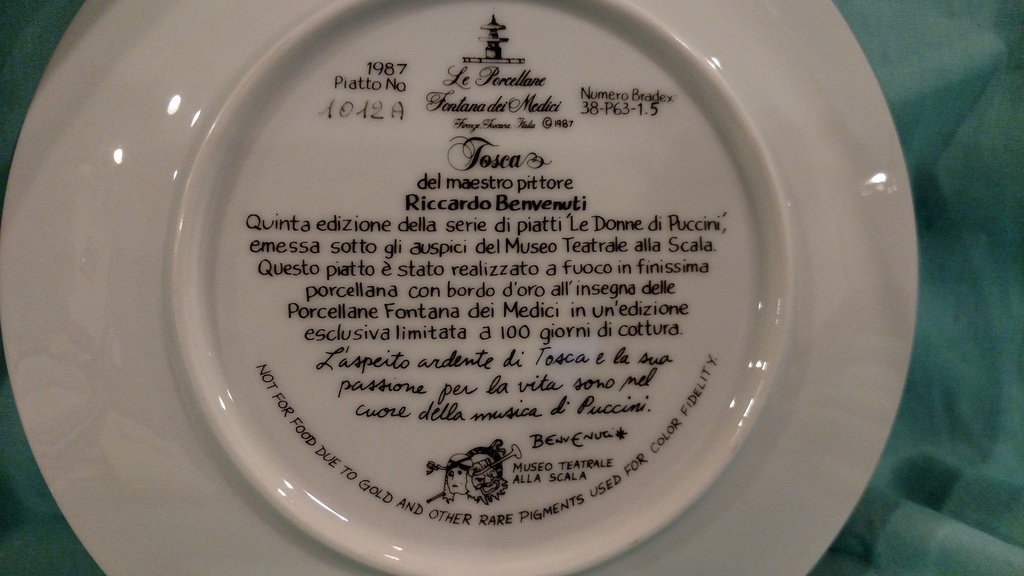 1987
Piatto No
1012A
Le Porcellane
Fontana dei Medici
Firenze Toscana Italia ©1987
Numero Bradex
38-P63-1.5
Tosca
del maestro pittore
Riccardo Benvenuti
Quinta edizione della serie di piatti 'Le Donne di Puccini',
emessa sotto gli auspici del Museo Teatrale alla Scala.
Questo piatto è stato realizzato a fuoco in finissima
porcellana con bordo d'oro all'insegna delle
Porcellane Fontana dei Medici in un'edizione
esclusiva limitata a 100 giorni di cottura.
L'aspetto ardente di Tosca e la sua
passione per la vita sono nel
cuore della musica di Puccini.
BENVENUTI*
MUSEO TEATRALE
ALLA SCALA
NOT FOR FOOD DUE TO GOLD AND OTHER RARE PIGMENTS USED FOR COLOR FIDELITY.